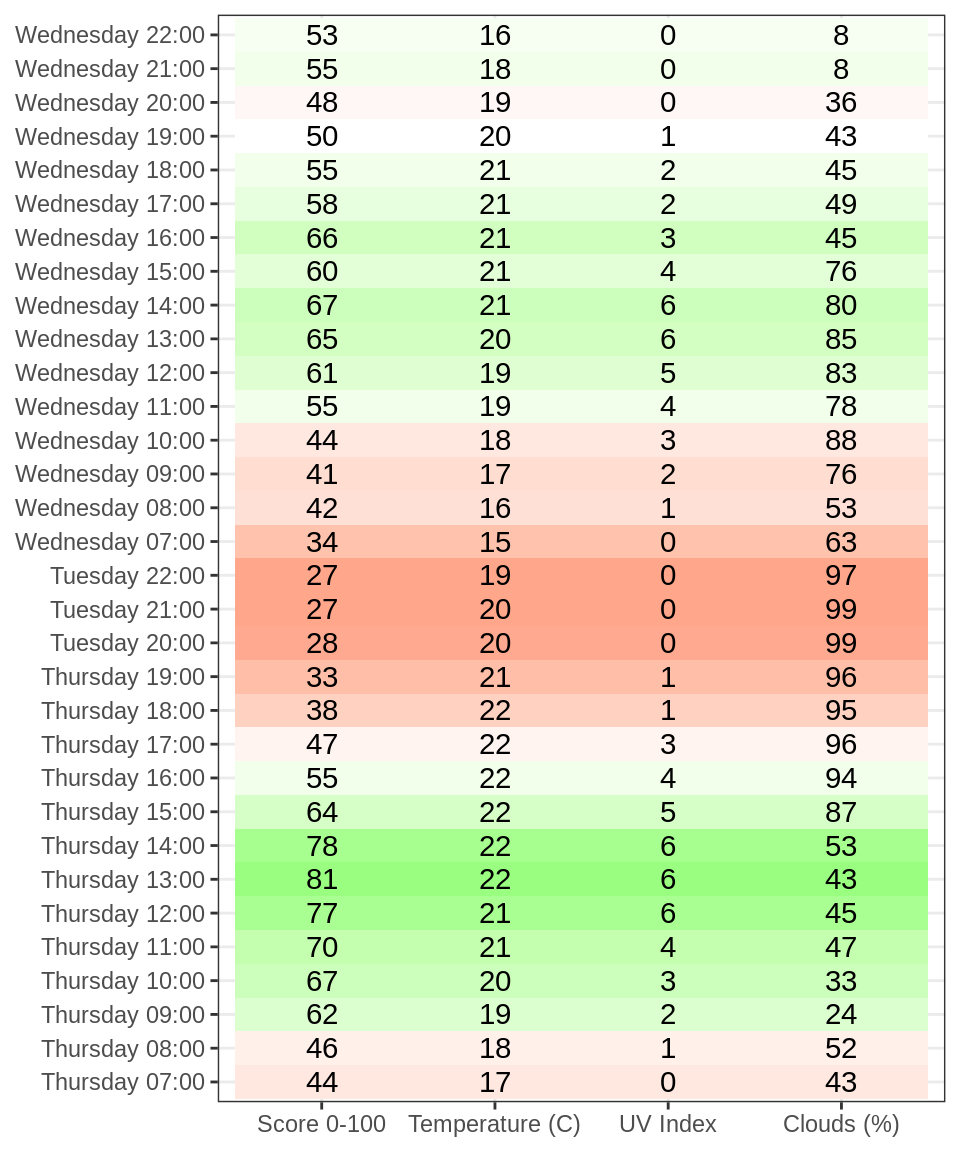 Wednesday 22:00 53 16 0 8
Wednesday 21:00 55 18 0 8
Wednesday 20:00 48 19 0 36
Wednesday 19:00 50 20 1 43
Wednesday 18:00 55 21 2 45
Wednesday 17:00 58 21 2 49
Wednesday 16:00 66 21 3 45
Wednesday 15:00 60 21 4 76
Wednesday 14:00 67 21 6 80
Wednesday 13:00 65 20 6 85
Wednesday 12:00 61 19 5 83
Wednesday 11:00 55 19 4 78
Wednesday 10:00 44 18 3 88
Wednesday 09:00 41 17 2 76
Wednesday 08:00 42 16 1 53
Wednesday 07:00 34 15 0 63
Tuesday 22:00 27 19 0 97
Tuesday 21:00 27 20 0 99
Tuesday 20:00 28 20 0 99
Thursday 19:00 33 21 1 96
Thursday 18:00 38 22 1 95
Thursday 17:00 47 22 3 96
Thursday 16:00 55 22 4 94
Thursday 15:00 64 22 5 87
Thursday 14:00 78 22 6 53
Thursday 13:00 81 22 6 43
Thursday 12:00 77 21 6 45
Thursday 11:00 70 21 4 47
Thursday 10:00 67 20 3 33
Thursday 09:00 62 19 2 24
Thursday 08:00 46 18 1 52
Thursday 07:00 44 17 0 43
Score 0-100 Temperature (C) UV Index Clouds (%)